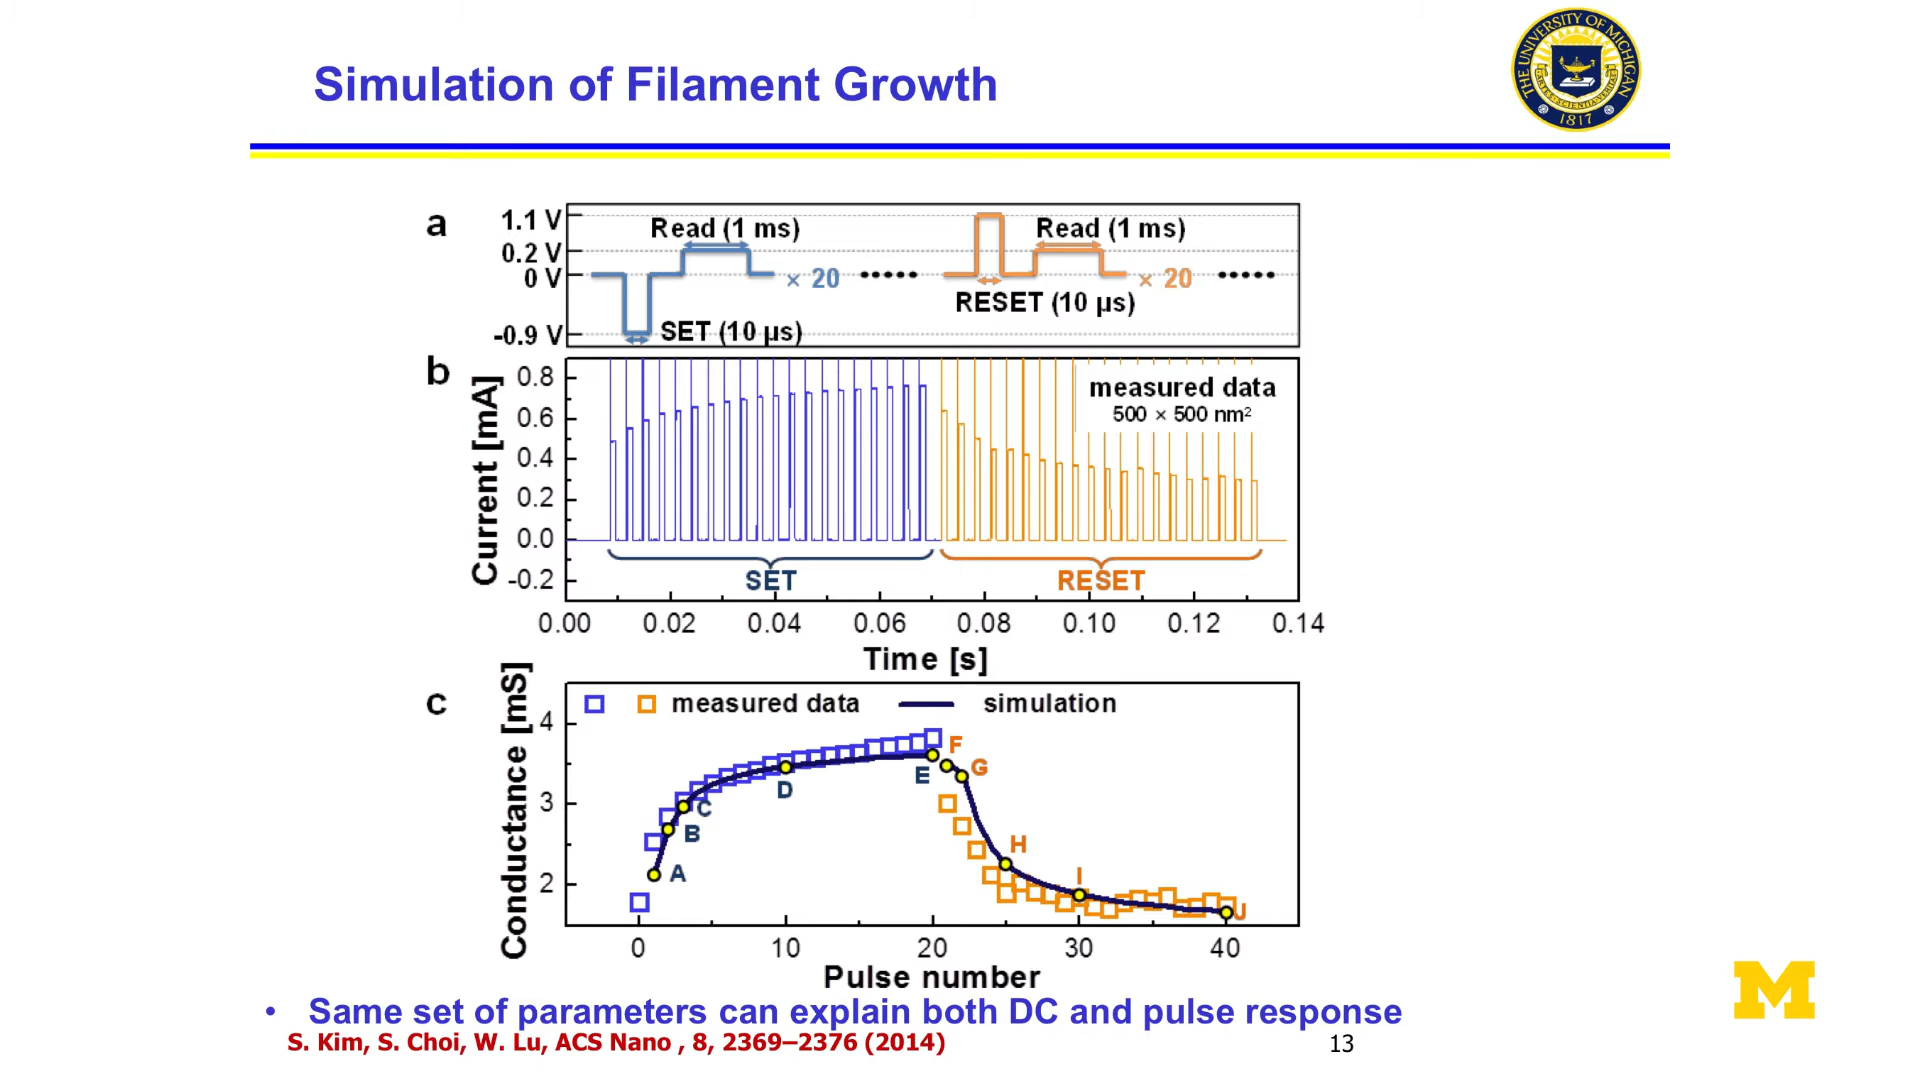 Simulation of Filament Growth
THE UNIVERSITY OF MICHIGAN
ARTES SCIENTIA VERITAS
1817
a
1.1 V
0.2 V
0 V
-0.9 V
Read (1 ms)
× 20
SET (10 µs)
Read (1 ms)
× 20
RESET (10 µs)
b
Current [mA]
0.8
0.6
0.4
0.2
0.0
-0.2
measured data
500 × 500 nm²
SET
RESET
0.00 0.02 0.04 0.06 0.08 0.10 0.12 0.14
Time [s]
c
Conductance [mS]
measured data
simulation
4
3
2
A
B
C
D
E
F
G
H
I
J
0 10 20 30 40
Pulse number
• Same set of parameters can explain both DC and pulse response
S. Kim, S. Choi, W. Lu, ACS Nano , 8, 2369–2376 (2014)
13
M